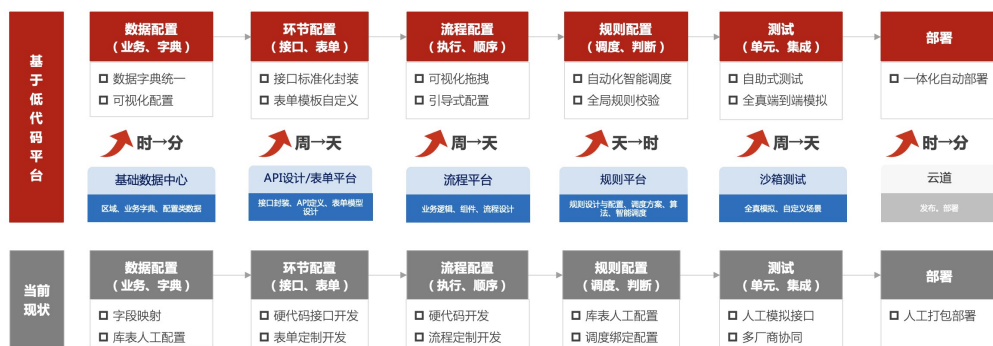 基于低代码平台
数据配置
（业务、字典）
环节配置
（接口、表单）
流程配置
（执行、顺序）
规则配置
（调度、判断）
测试
（单元、集成）
部署
数据字典统一
可视化配置
接口标准化封装
表单模板自定义
可视化拖拽
引导式配置
自动化智能调度
全局规则校验
自助式测试
全真端到端模拟
一体化自动部署
时→分
周→天
周→天
天→时
周→天
时→分
基础数据中心
区域、业务字典、配置类数据
API设计/表单平台
接口封装、API定义、表单模型
设计
流程平台
业务逻辑、组件、流程设计
规则平台
规则设计与配置、调度方案、算
法、智能调度
沙箱测试
全真模拟、自定义场景
云道
发布、部署
当前
现状
数据配置
（业务、字典）
环节配置
（接口、表单）
流程配置
（执行、顺序）
规则配置
（调度、判断）
测试
（单元、集成）
部署
字段映射
库表人工配置
硬代码接口开发
表单定制开发
硬代码开发
流程定制开发
库表人工配置
调度绑定配置
人工模拟接口
多厂商协同
人工打包部署